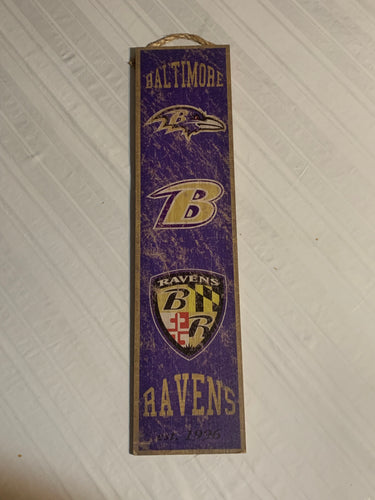 BALTIMORE
B
B
RAVENS
B
R
RAVENS
EST. 1996